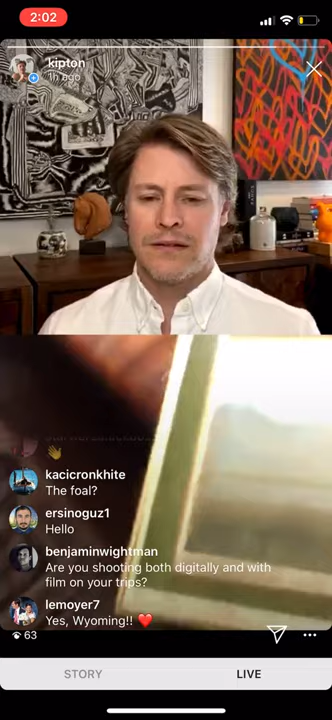 2:02
kipton
1h ago
👋
kacicronkhite
The foal?
ersinoguz1
Hello
benjaminwightman
Are you shooting both digitally and with
film on your trips?
lemoyer7
Yes, Wyoming!! ❤️
63
STORY
LIVE